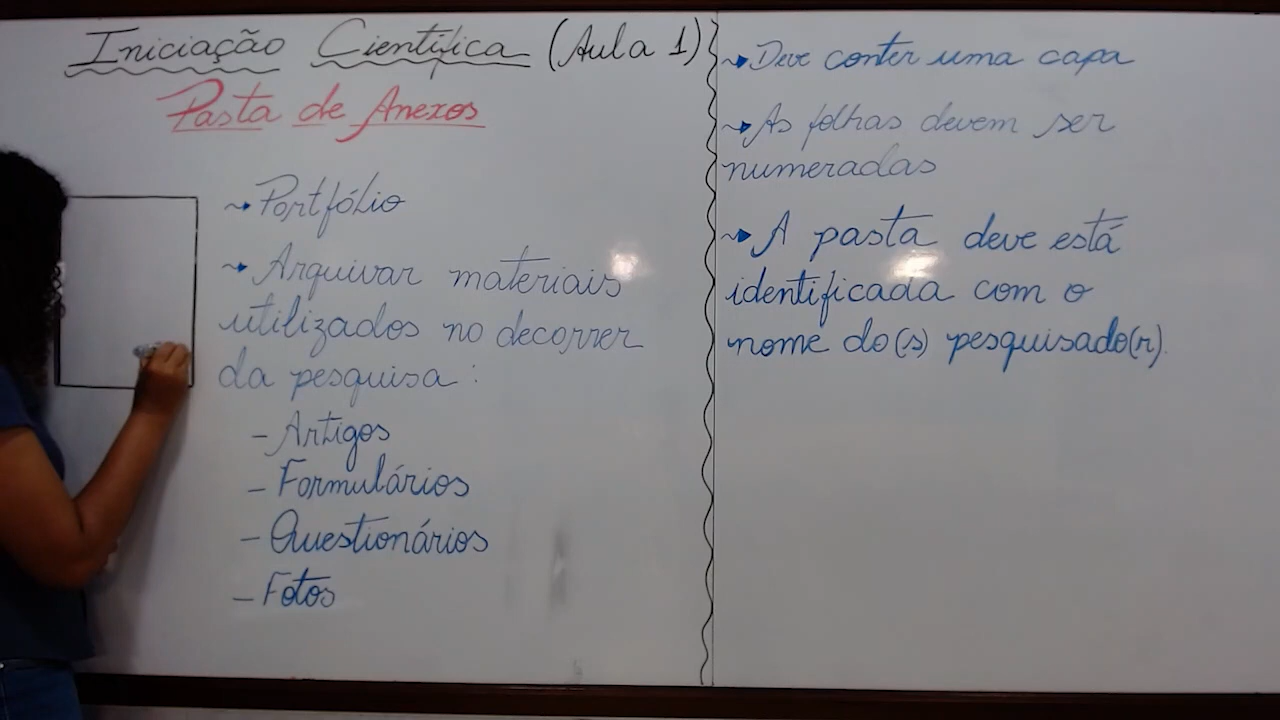 Iniciação Científica (Aula 1)
Pasta de Anexos
Portfólio
Arquivar materiais
utilizados no decorrer
da pesquisa:
- Artigos
- Formulários
- Questionários
- Fotos
Deve conter uma capa
As folhas devem ser
numeradas
A pasta deve está
identificada com o
nome do(s) pesquisado(r).